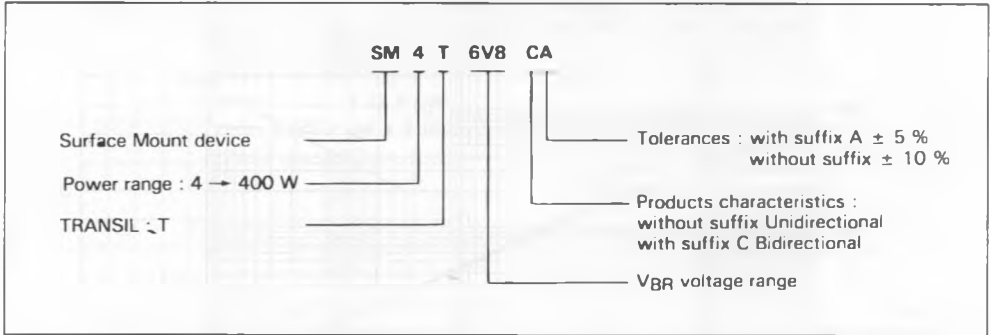 SM 4 T 6V8 CA
Surface Mount device
Power range : 4 → 400 W
TRANSIL : T
Tolerances : with suffix A ± 5 %
without suffix ± 10 %
Products characteristics :
without suffix Unidirectional
with suffix C Bidirectional
VBR voltage range